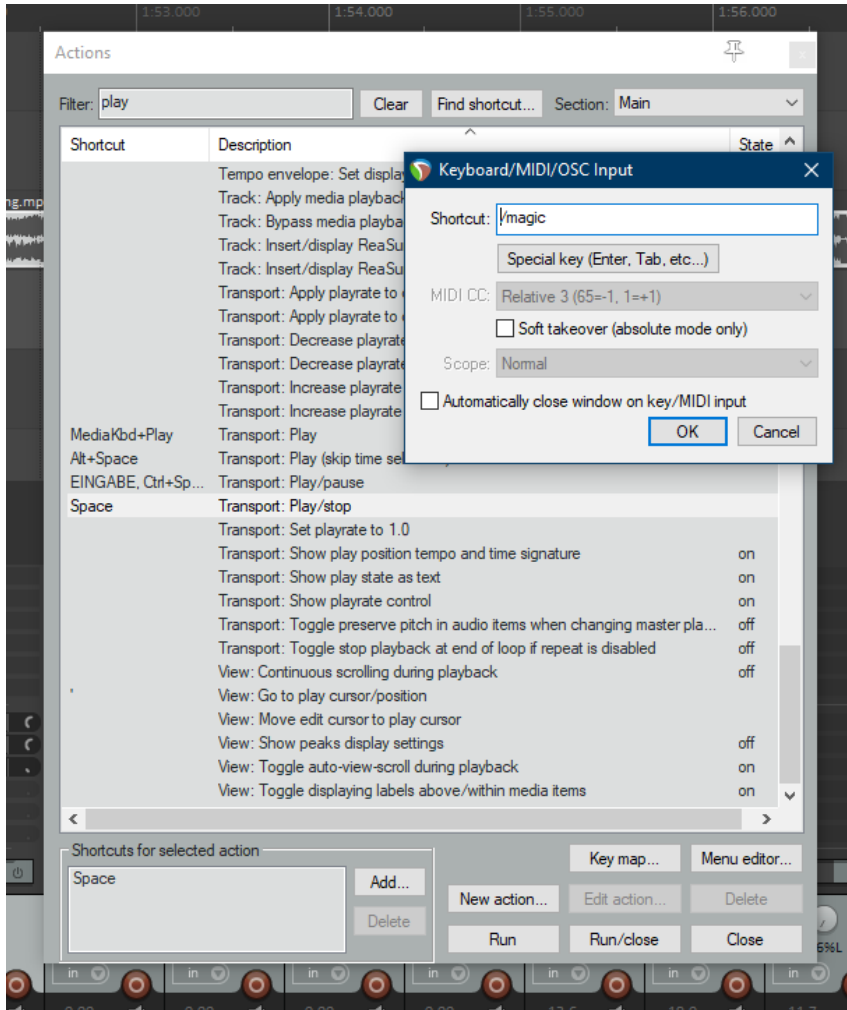 1:53.000 1:54.000 1:55.000 1:56.000
Actions
Filter: play Clear Find shortcut... Section: Main
Shortcut Description State
Tempo envelope: Set display
Track: Apply media playback
Track: Bypass media playba
Track: Insert/display ReaSu
Track: Insert/display ReaSu
Transport: Apply playrate to
Transport: Apply playrate to
Transport: Decrease playrate
Transport: Decrease playrate
Transport: Increase playrate
Transport: Increase playrate
MediaKbd+Play Transport: Play
Alt+Space Transport: Play (skip time sel
EINGABE, Ctrl+Sp... Transport: Play/pause
Space Transport: Play/stop
Transport: Set playrate to 1.0
Transport: Show play position tempo and time signature on
Transport: Show play state as text on
Transport: Show playrate control on
Transport: Toggle preserve pitch in audio items when changing master pla... off
Transport: Toggle stop playback at end of loop if repeat is disabled off
View: Continuous scrolling during playback off
' View: Go to play cursor/position
View: Move edit cursor to play cursor
View: Show peaks display settings off
View: Toggle auto-view-scroll during playback on
View: Toggle displaying labels above/within media items on
Keyboard/MIDI/OSC Input
Shortcut: /magic
Special key (Enter, Tab, etc...)
MIDI CC: Relative 3 (65=-1, 1=+1)
Soft takeover (absolute mode only)
Scope: Normal
Automatically close window on key/MIDI input
OK Cancel
ng.mp
Shortcuts for selected action
Space
Add...
Delete
Key map... Menu editor...
New action... Edit action... Delete
Run Run/close Close
6%L
in in in in in in in